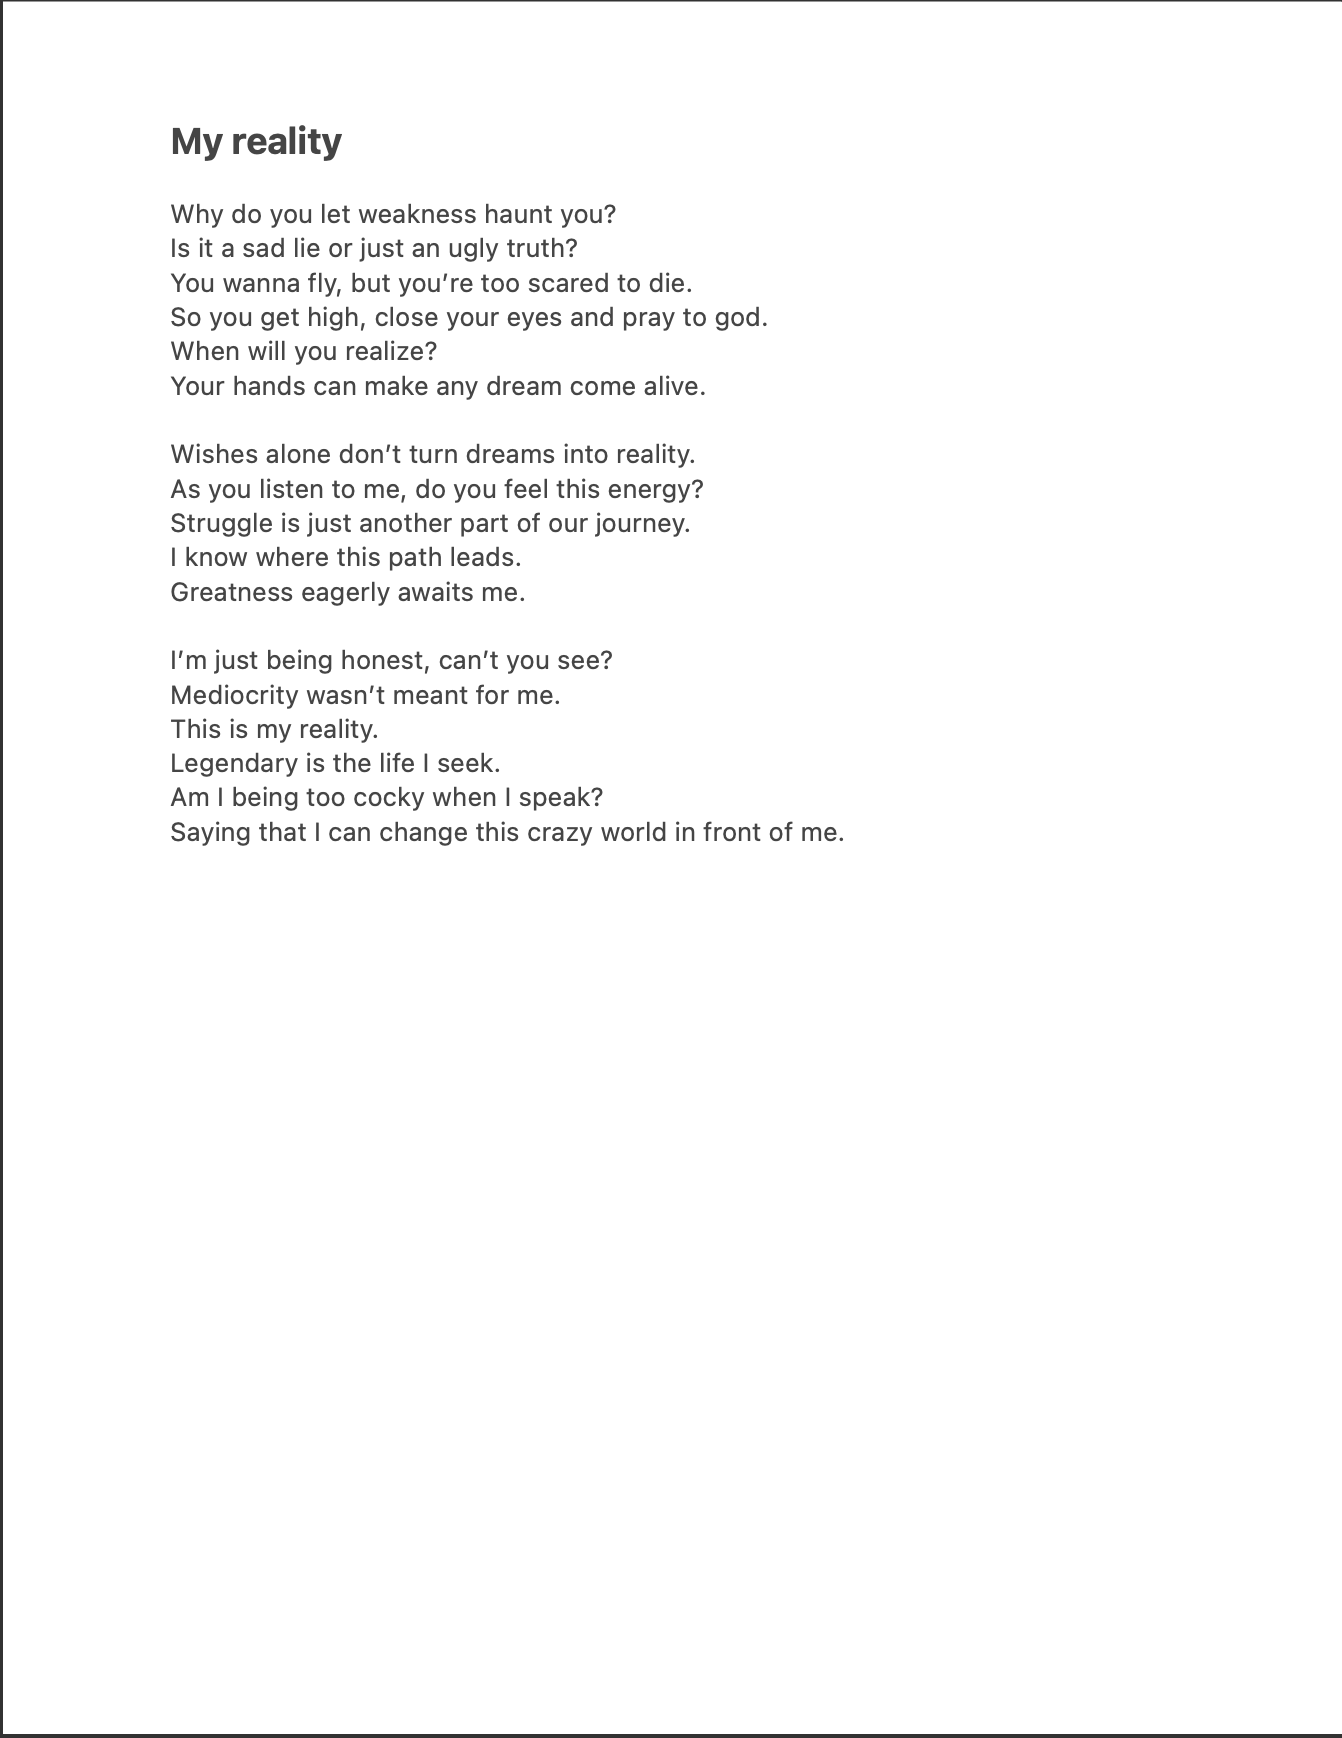 My reality
Why do you let weakness haunt you?
Is it a sad lie or just an ugly truth?
You wanna fly, but you’re too scared to die.
So you get high, close your eyes and pray to god.
When will you realize?
Your hands can make any dream come alive.
Wishes alone don’t turn dreams into reality.
As you listen to me, do you feel this energy?
Struggle is just another part of our journey.
I know where this path leads.
Greatness eagerly awaits me.
I’m just being honest, can’t you see?
Mediocrity wasn’t meant for me.
This is my reality.
Legendary is the life I seek.
Am I being too cocky when I speak?
Saying that I can change this crazy world in front of me.